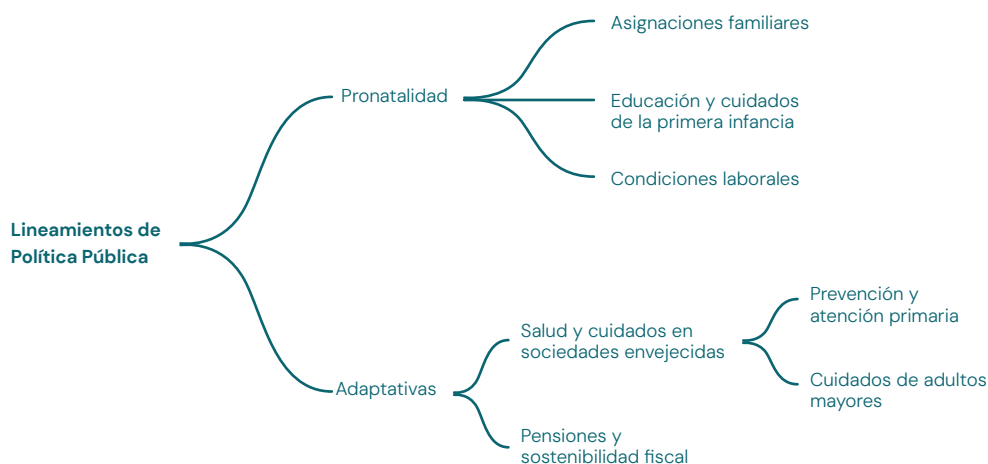 Lineamientos de
Política Pública
Pronatalidad
Asignaciones familiares
Educación y cuidados
de la primera infancia
Condiciones laborales
Adaptativas
Salud y cuidados en
sociedades envejecidas
Prevención y
atención primaria
Cuidados de adultos
mayores
Pensiones y
sostenibilidad fiscal